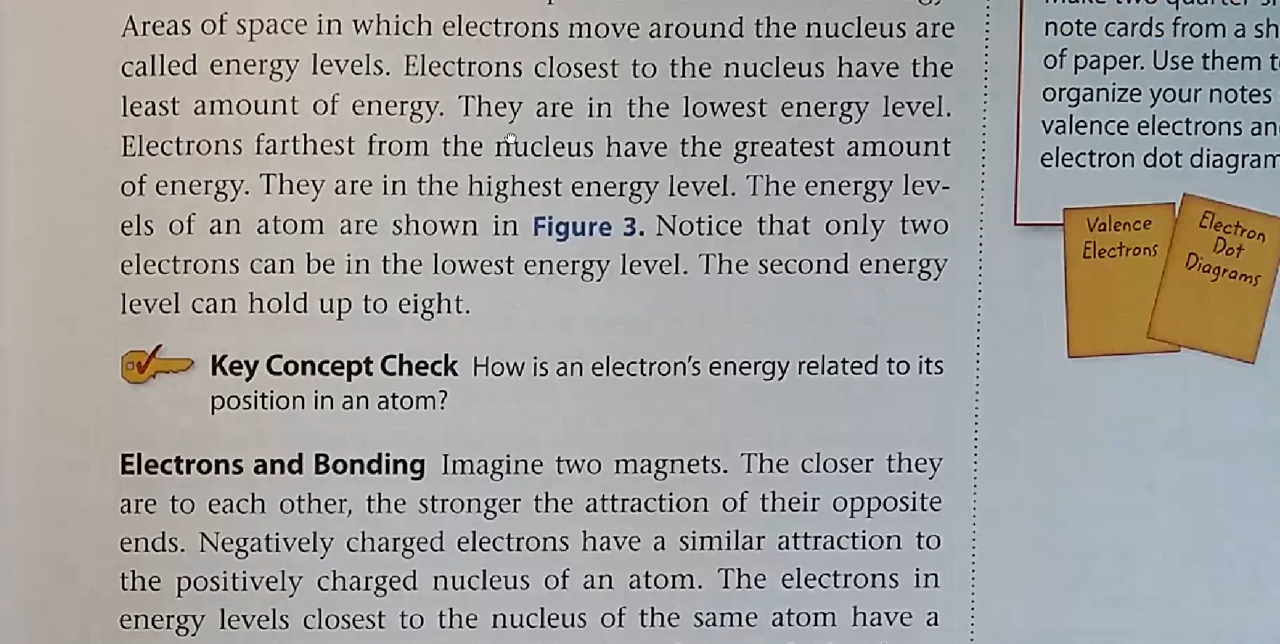 Areas of space in which electrons move around the nucleus are
called energy levels. Electrons closest to the nucleus have the
least amount of energy. They are in the lowest energy level.
Electrons farthest from the nucleus have the greatest amount
of energy. They are in the highest energy level. The energy lev-
els of an atom are shown in Figure 3. Notice that only two
electrons can be in the lowest energy level. The second energy
level can hold up to eight.
Key Concept Check How is an electron's energy related to its
position in an atom?
Electrons and Bonding Imagine two magnets. The closer they
are to each other, the stronger the attraction of their opposite
ends. Negatively charged electrons have a similar attraction to
the positively charged nucleus of an atom. The electrons in
energy levels closest to the nucleus of the same atom have a
note cards from a sh
of paper. Use them t
organize your notes
valence electrons an
electron dot diagram
Valence
Electrons
Electron
Dot
Diagrams